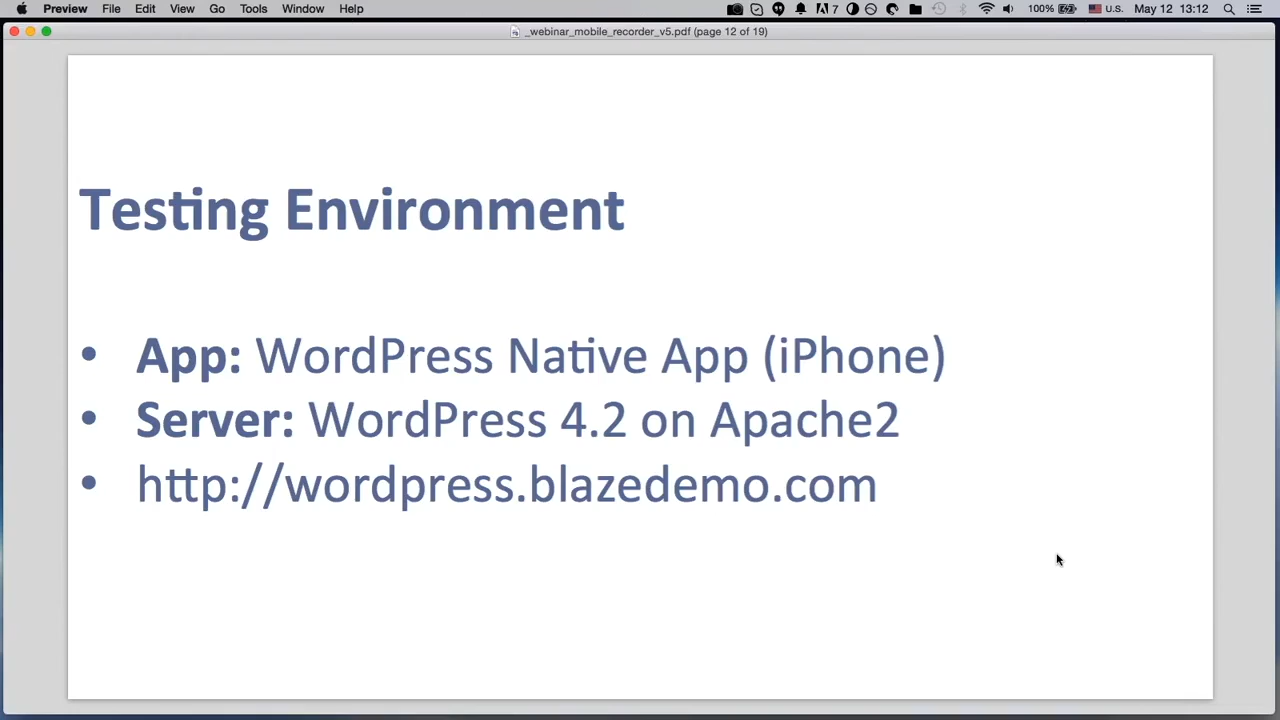 Preview File Edit View Go Tools Window Help 7 100% U.S. May 12 13:12
_webinar_mobile_recorder_v5.pdf (page 12 of 19)
Testing Environment
• App: WordPress Native App (iPhone)
• Server: WordPress 4.2 on Apache2
• http://wordpress.blazedemo.com